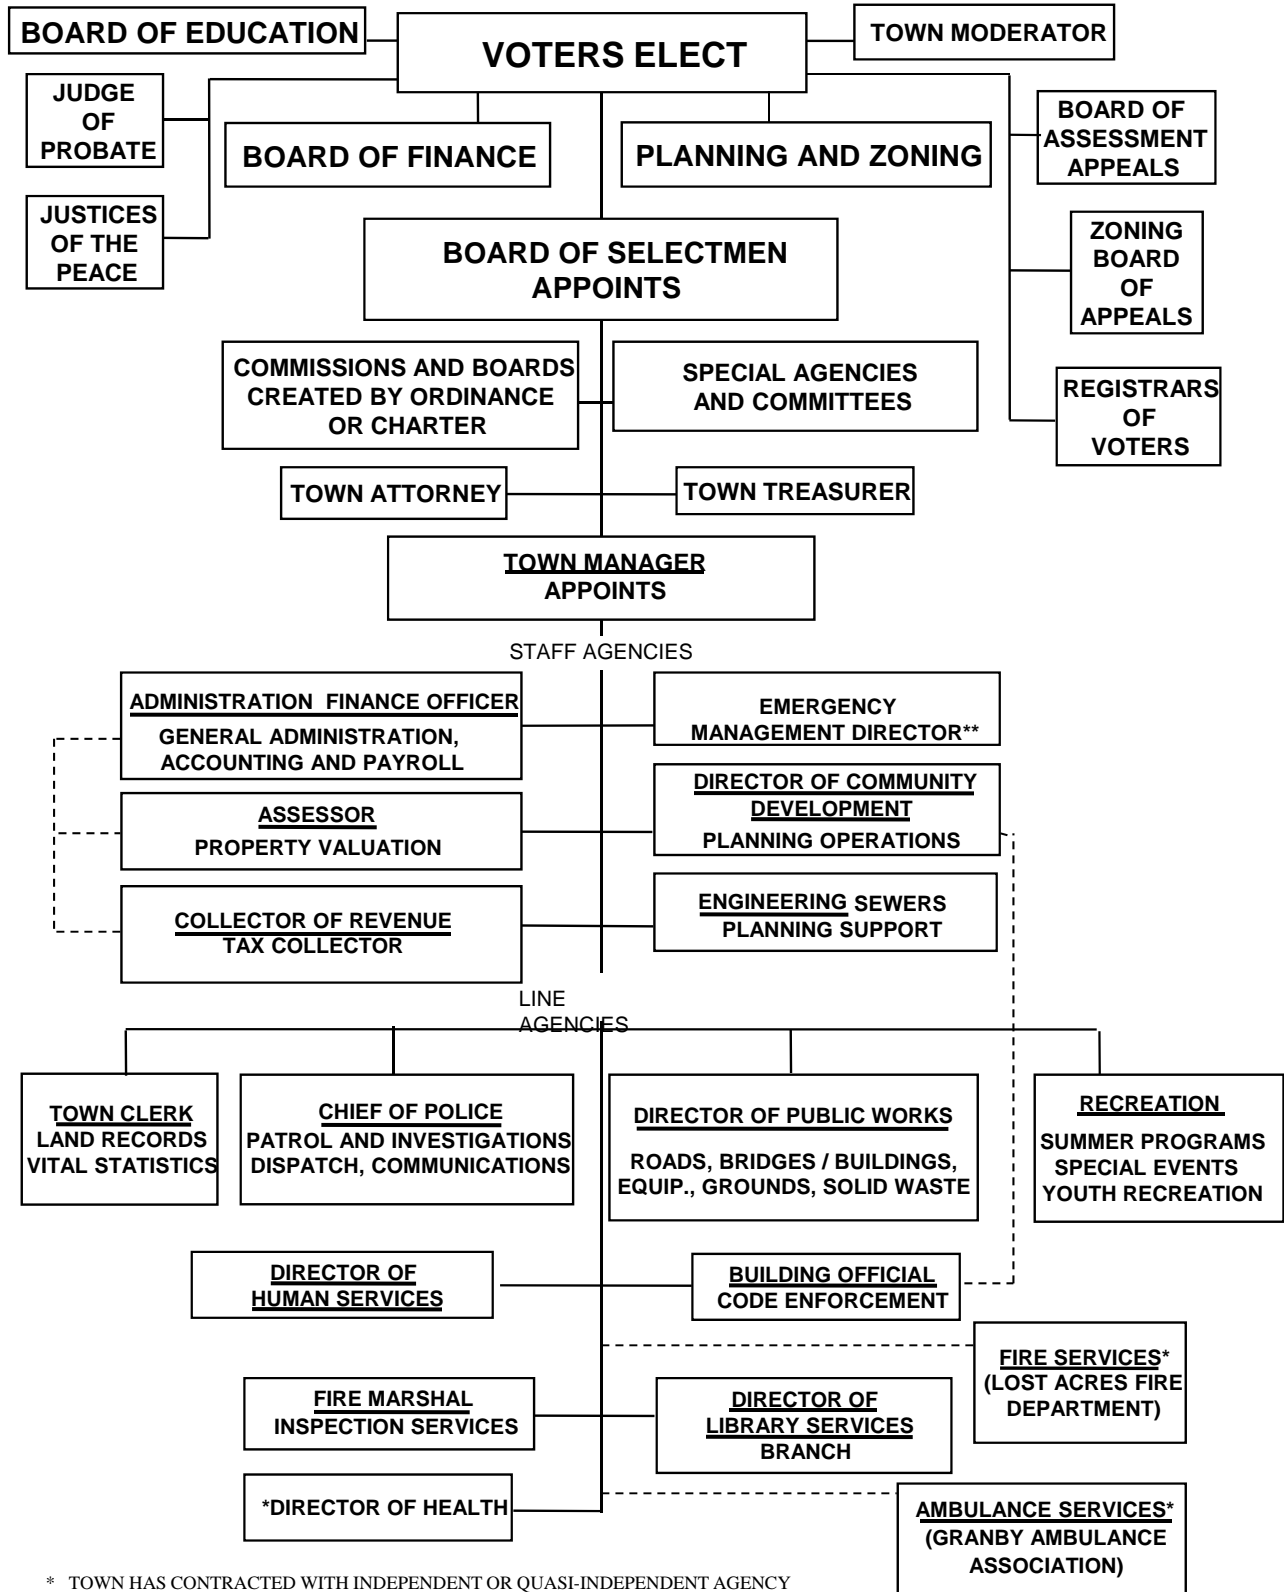 BOARD OF EDUCATION
VOTERS ELECT
TOWN MODERATOR
JUDGE
OF
PROBATE
BOARD OF FINANCE
PLANNING AND ZONING
BOARD OF
ASSESSMENT
APPEALS
JUSTICES
OF THE
PEACE
BOARD OF SELECTMEN
APPOINTS
ZONING
BOARD
OF
APPEALS
COMMISSIONS AND BOARDS
CREATED BY ORDINANCE
OR CHARTER
SPECIAL AGENCIES
AND COMMITTEES
REGISTRARS
OF
VOTERS
TOWN ATTORNEY
TOWN TREASURER
TOWN MANAGER
APPOINTS
STAFF AGENCIES
ADMINISTRATION FINANCE OFFICER
GENERAL ADMINISTRATION,
ACCOUNTING AND PAYROLL
EMERGENCY
MANAGEMENT DIRECTOR**
ASSESSOR
PROPERTY VALUATION
DIRECTOR OF COMMUNITY
DEVELOPMENT
PLANNING OPERATIONS
COLLECTOR OF REVENUE
TAX COLLECTOR
ENGINEERING SEWERS
PLANNING SUPPORT
LINE
AGENCIES
TOWN CLERK
LAND RECORDS
VITAL STATISTICS
CHIEF OF POLICE
PATROL AND INVESTIGATIONS
DISPATCH, COMMUNICATIONS
DIRECTOR OF PUBLIC WORKS
ROADS, BRIDGES / BUILDINGS,
EQUIP., GROUNDS, SOLID WASTE
RECREATION
SUMMER PROGRAMS
SPECIAL EVENTS
YOUTH RECREATION
DIRECTOR OF
HUMAN SERVICES
BUILDING OFFICIAL
CODE ENFORCEMENT
FIRE SERVICES*
(LOST ACRES FIRE
DEPARTMENT)
FIRE MARSHAL
INSPECTION SERVICES
DIRECTOR OF
LIBRARY SERVICES
BRANCH
*DIRECTOR OF HEALTH
AMBULANCE SERVICES*
(GRANBY AMBULANCE
ASSOCIATION)
* TOWN HAS CONTRACTED WITH INDEPENDENT OR QUASI-INDEPENDENT AGENCY